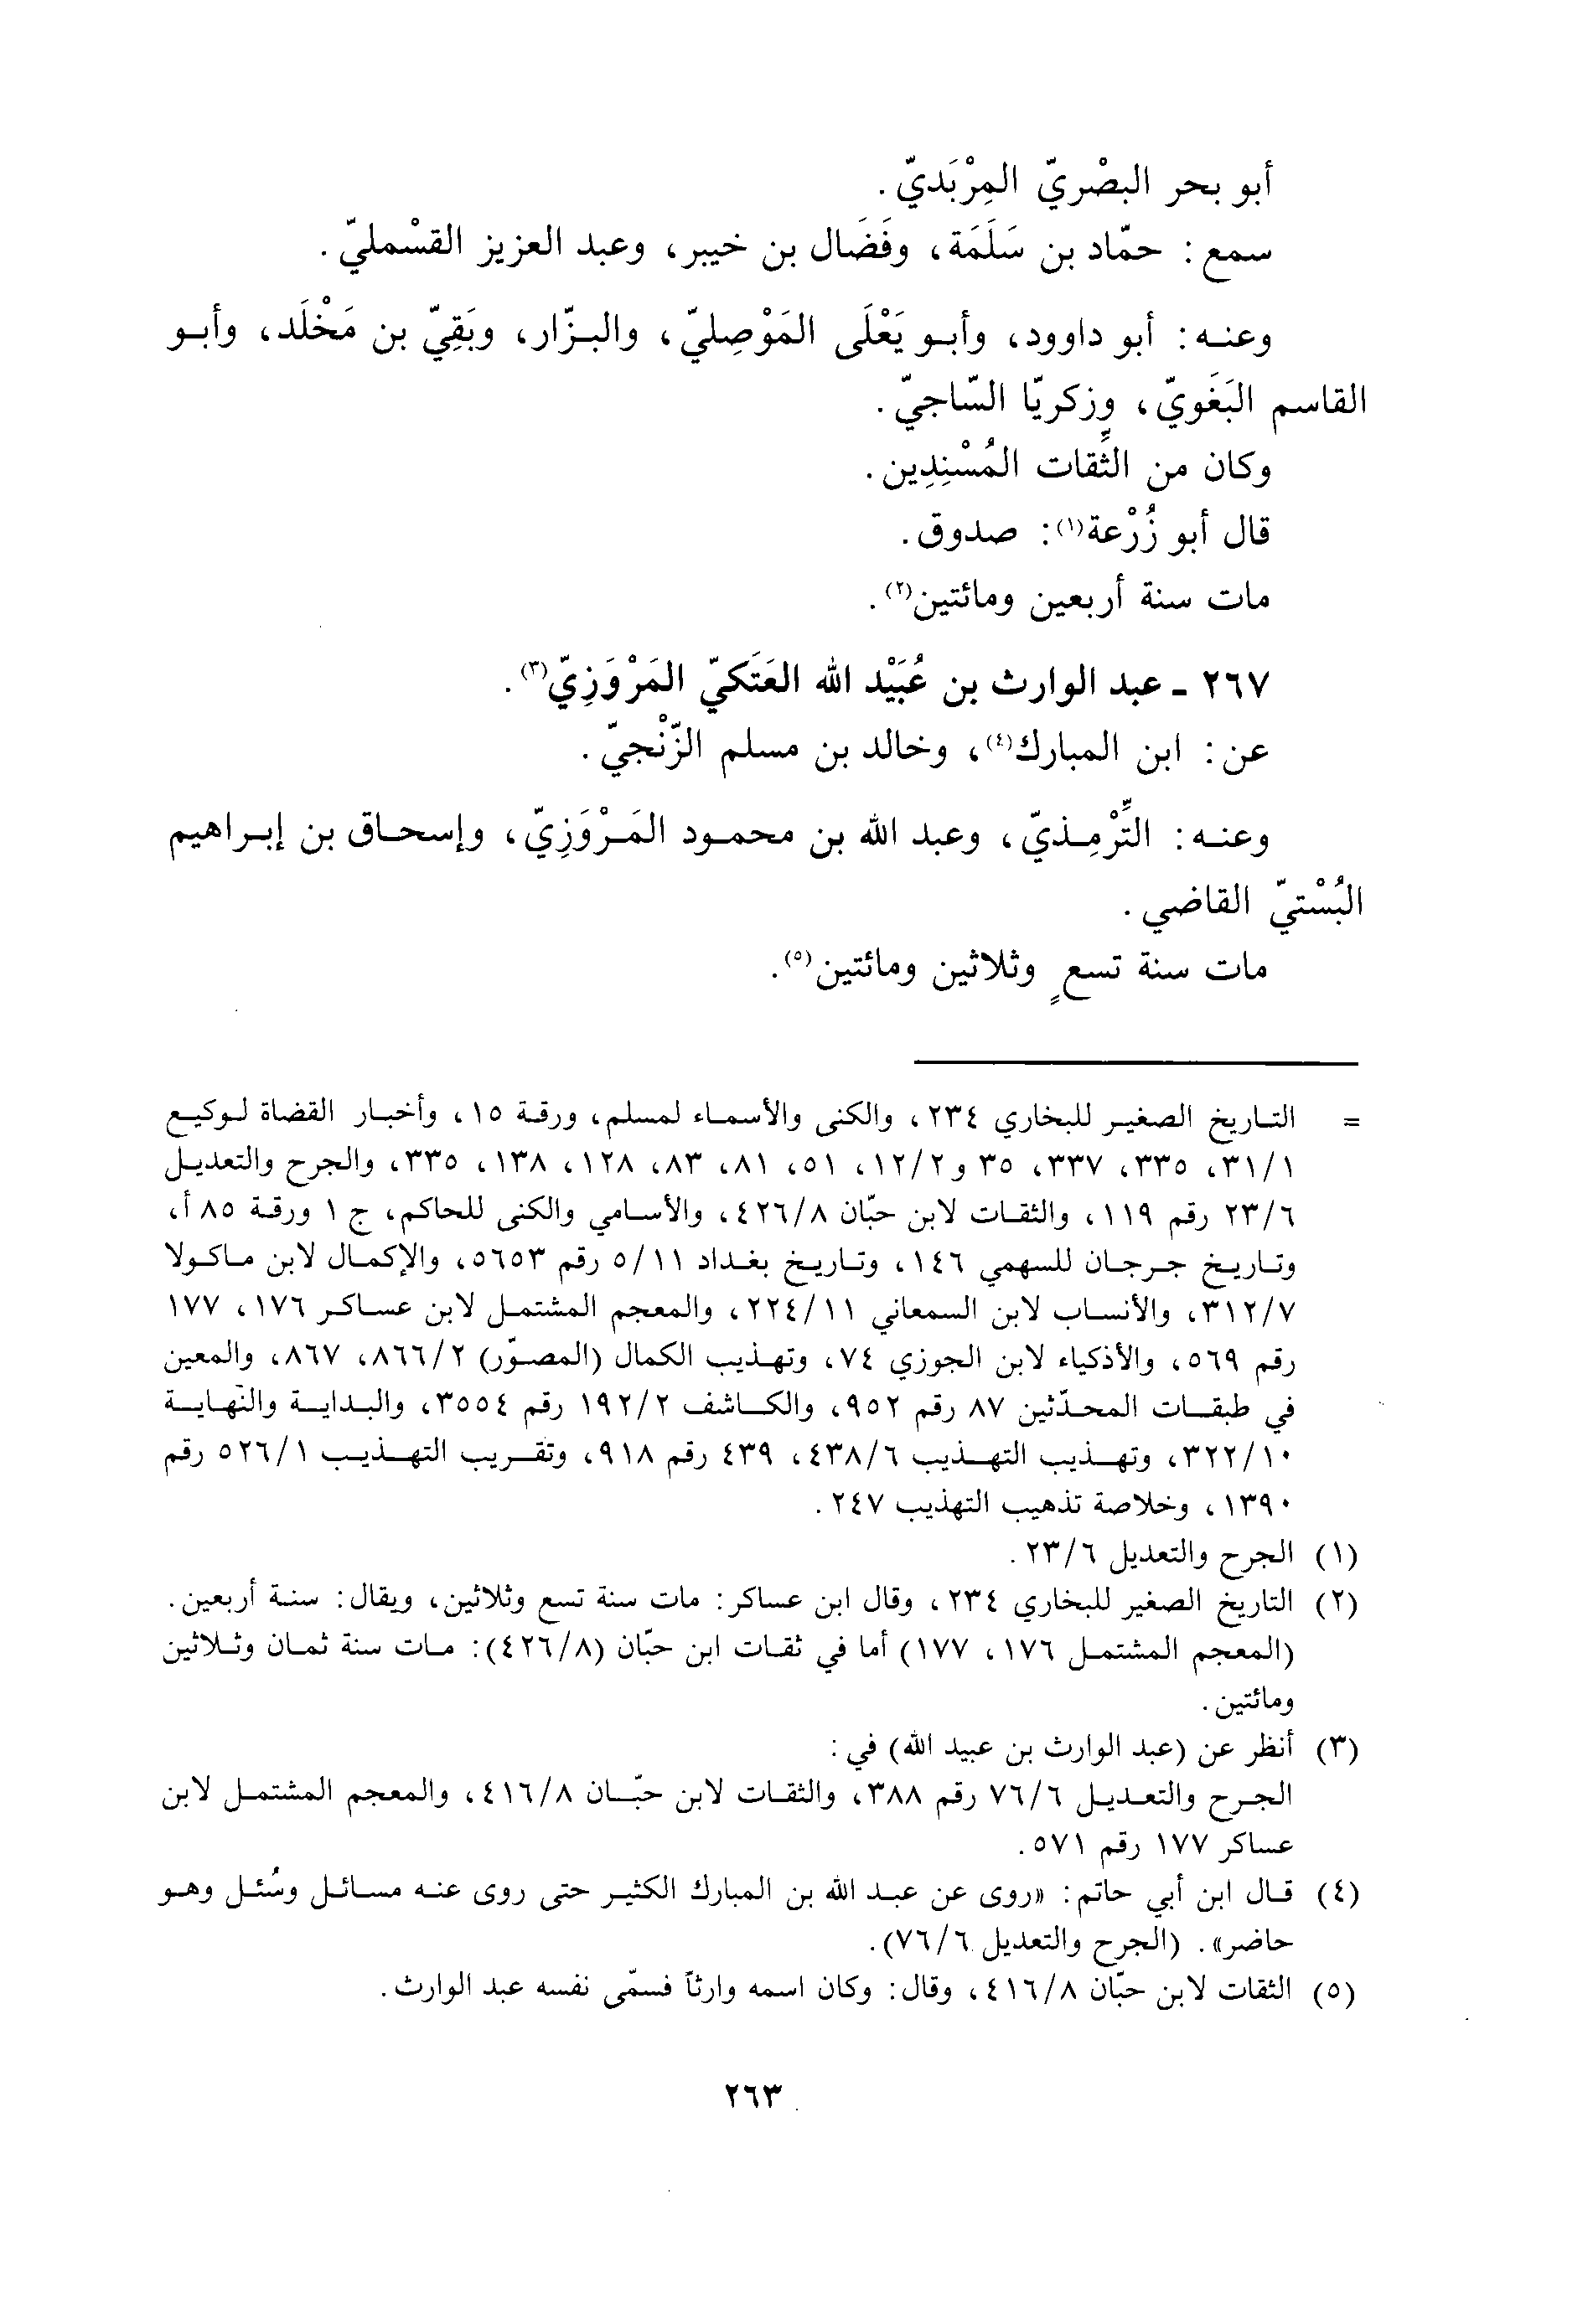 أبو بحر البصْريّ المِرْبَديّ.
سمع: حمّاد بن سَلَمَة، وفَضَال بن خيبر، وعبد العزيز القسْمليّ.
وعنه: أبو داوود، وأبو يَعْلَى المَوْصِليّ، والبزّار، وبَقِيّ بن مَخْلَد، وأبو
القاسم البَغَويّ، وزكريّا السّاجيّ.
وكان من الثِّقات المُسْنِدِين.
قال أبو زُرْعة(١): صدوق.
مات سنة أربعين ومائتين(٢).
٢٦٧ - عبد الوارث بن عُبَيْد الله العَتَكيّ المَرْوَزِيّ(٣).
عن: ابن المبارك(٤)، وخالد بن مسلم الزّنْجيّ.
وعنه: التِّرْمِذيّ، وعبد الله بن محمود المَرْوَزِيّ، وإسحاق بن إبراهيم
البُسْتيّ القاضي.
مات سنة تسعٍ وثلاثين ومائتين(٥).
= التاريخ الصغير للبخاري ٢٣٤، والكنى والأسماء لمسلم، ورقة ١٥، وأخبار القضاة لوكيع
٣١/١، ٣٣٥، ٣٣٧، ٣٥ و١٢/٢، ٥١، ٨١، ٨٣، ١٢٨، ١٣٨، ٣٣٥، والجرح والتعديل
٢٣/٦ رقم ١١٩، والثقات لابن حبّان ٤٢٦/٨، والأسامي والكنى للحاكم، ج ١ ورقة ٨٥ أ،
وتاريخ جرجان للسهمي ١٤٦، وتاريخ بغداد ٥/١١ رقم ٥٦٥٣، والإكمال لابن ماكولا
٣١٢/٧، والأنساب لابن السمعاني ٢٢٤/١١، والمعجم المشتمل لابن عساكر ١٧٦، ١٧٧
رقم ٥٦٩، والأذكياء لابن الجوزي ٧٤، وتهذيب الكمال (المصوّر) ٨٦٦/٢، ٨٦٧، والمعين
في طبقات المحدّثين ٨٧ رقم ٩٥٢، والكاشف ١٩٢/٢ رقم ٣٥٥٤، والبداية والنهاية
٣٢٢/١٠، وتهذيب التهذيب ٤٣٨/٦، ٤٣٩ رقم ٩١٨، وتقريب التهذيب ٥٢٦/١ رقم
١٣٩٠، وخلاصة تذهيب التهذيب ٢٤٧.
(١) الجرح والتعديل ٢٣/٦.
(٢) التاريخ الصغير للبخاري ٢٣٤، وقال ابن عساكر: مات سنة تسع وثلاثين، ويقال: سنة أربعين.
(المعجم المشتمل ١٧٦، ١٧٧) أما في ثقات ابن حبّان (٤٢٦/٨): مات سنة ثمان وثلاثين
ومائتين.
(٣) أنظر عن (عبد الوارث بن عبيد الله) في:
الجرح والتعديل ٧٦/٦ رقم ٣٨٨، والثقات لابن حبّان ٤١٦/٨، والمعجم المشتمل لابن
عساكر ١٧٧ رقم ٥٧١.
(٤) قال ابن أبي حاتم: «روى عن عبد الله بن المبارك الكثير حتى روى عنه مسائل وسُئل وهو
حاضر». (الجرح والتعديل ٧٦/٦).
(٥) الثقات لابن حبّان ٤١٦/٨، وقال: وكان اسمه وارثاً فسمّى نفسه عبد الوارث.
٢٦٣